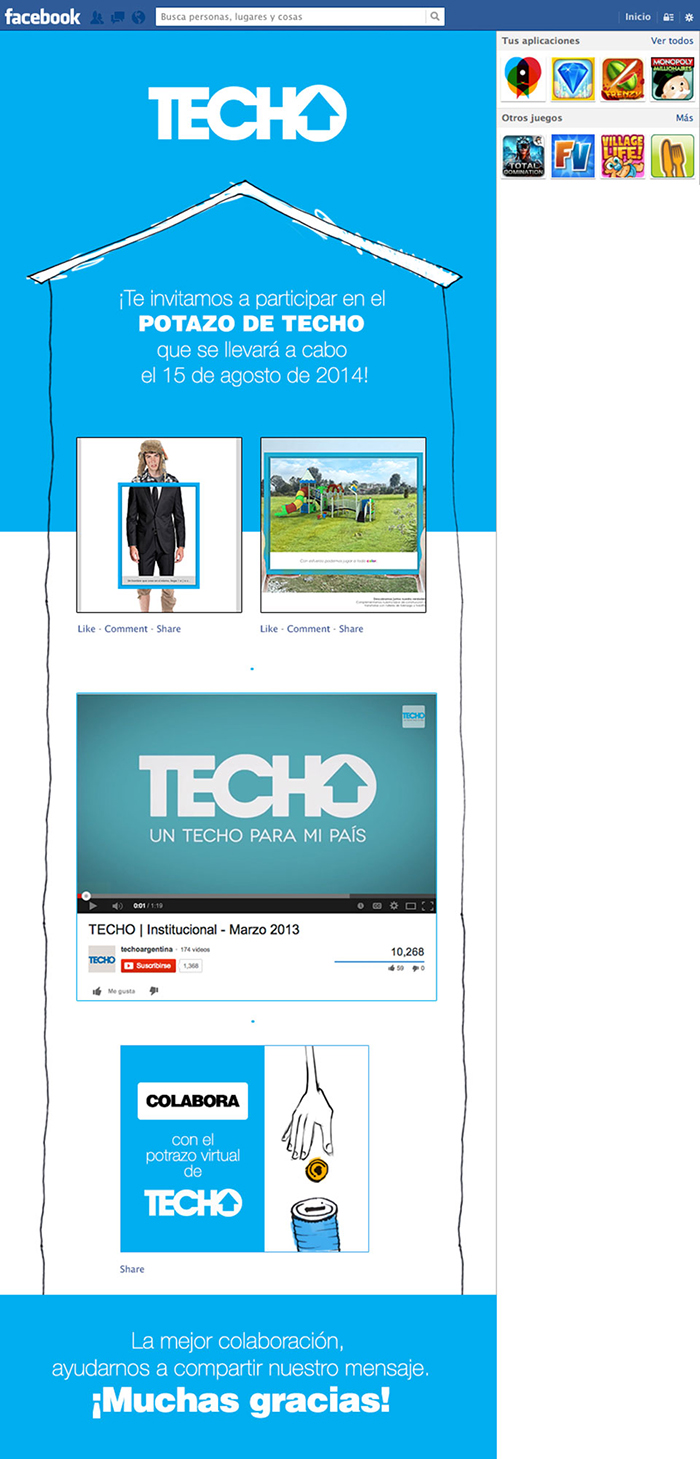 facebook
Busca personas, lugares y cosas
Inicio
Tus aplicaciones
Ver todos
FRENZY
MONOPOLY
MILLIONAIRES
Otros juegos
Más
TOTAL
DOMINATION
FV
VILLAGE
LIFE!
TECHO
¡Te invitamos a participar en el
POTAZO DE TECHO
que se llevará a cabo
el 15 de agosto de 2014!
Like - Comment - Share
Like - Comment - Share
TECHO
TECHO
UN TECHO PARA MI PAÍS
0:01 / 1:19
TECHO | Institucional - Marzo 2013
TECHO
techoargentina · 174 videos
Suscribirse
1,368
10,268
59
0
Me gusta
COLABORA
con el
potrazo virtual
de
TECHO
Share
La mejor colaboración,
ayudarnos a compartir nuestro mensaje.
¡Muchas gracias!